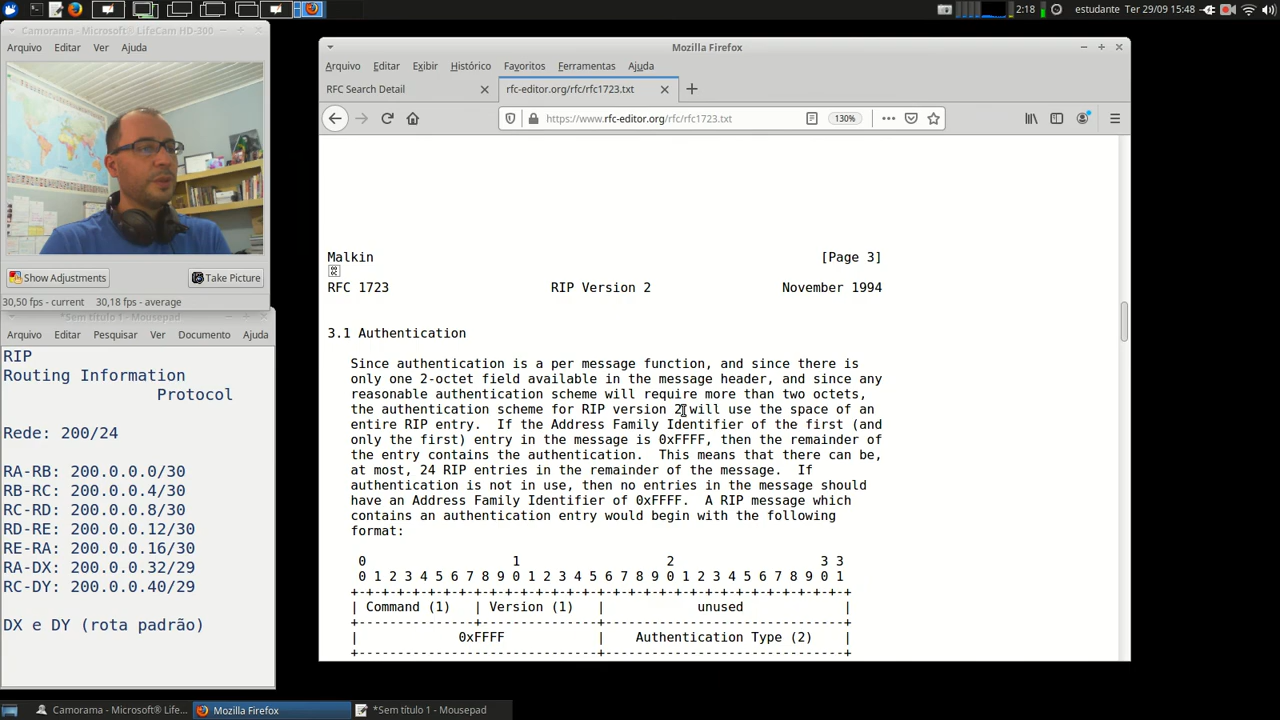 2:18
estudante Ter 29/09 15:48
Camorama - Microsoft® LifeCam HD-300
Arquivo Editar Ver Ajuda
Show Adjustments
Take Picture
30,50 fps - current 30,18 fps - average
*Sem título 1 - Mousepad
Arquivo Editar Pesquisar Ver Documento Ajuda
RIP
Routing Information
Protocol
Rede: 200/24
RA-RB: 200.0.0.0/30
RB-RC: 200.0.0.4/30
RC-RD: 200.0.0.8/30
RD-RE: 200.0.0.12/30
RE-RA: 200.0.0.16/30
RA-DX: 200.0.0.32/29
RC-DY: 200.0.0.40/29
DX e DY (rota padrão)
Mozilla Firefox
Arquivo Editar Exibir Histórico Favoritos Ferramentas Ajuda
RFC Search Detail
rfc-editor.org/rfc/rfc1723.txt
https://www.rfc-editor.org/rfc/rfc1723.txt
130%
Malkin [Page 3]
RFC 1723 RIP Version 2 November 1994
3.1 Authentication
Since authentication is a per message function, and since there is
only one 2-octet field available in the message header, and since any
reasonable authentication scheme will require more than two octets,
the authentication scheme for RIP version 2 will use the space of an
entire RIP entry. If the Address Family Identifier of the first (and
only the first) entry in the message is 0xFFFF, then the remainder of
the entry contains the authentication. This means that there can be,
at most, 24 RIP entries in the remainder of the message. If
authentication is not in use, then no entries in the message should
have an Address Family Identifier of 0xFFFF. A RIP message which
contains an authentication entry would begin with the following
format:
0 1 2 3 3
0 1 2 3 4 5 6 7 8 9 0 1 2 3 4 5 6 7 8 9 0 1 2 3 4 5 6 7 8 9 0 1
+-+-+-+-+-+-+-+-+-+-+-+-+-+-+-+-+-+-+-+-+-+-+-+-+-+-+-+-+-+-+-+-+
| Command (1) | Version (1) | unused |
+---------------+---------------+-------------------------------+
| 0xFFFF | Authentication Type (2) |
+-------------------------------+-------------------------------+
Camorama - Microsoft® LifeCa...
Mozilla Firefox
*Sem título 1 - Mousepad